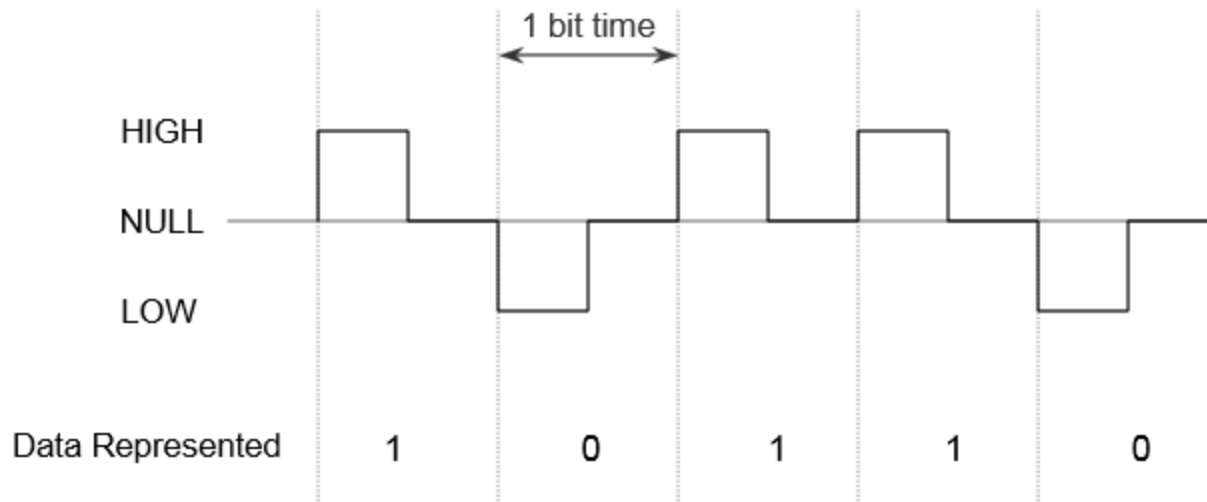 1 bit time
HIGH
NULL
LOW
Data Represented 1 0 1 1 0